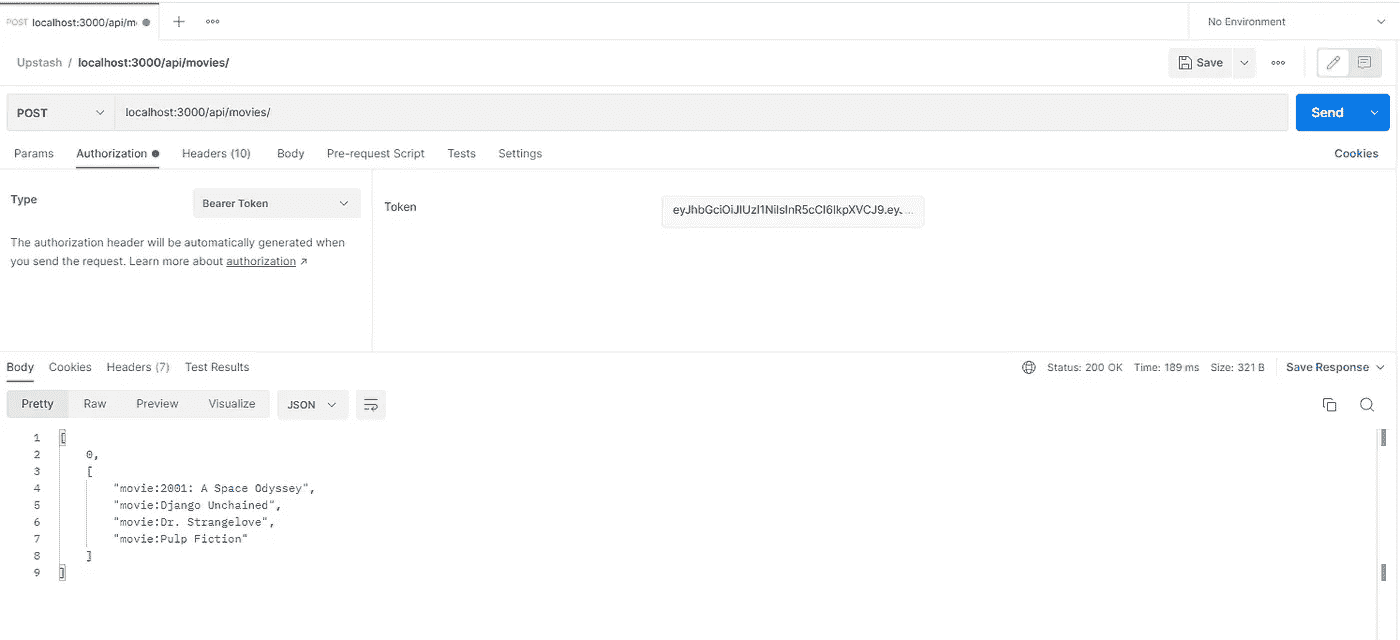 POST localhost:3000/api/m
No Environment
Upstash / localhost:3000/api/movies/
Save
POST localhost:3000/api/movies/
Send
Params Authorization Headers (10) Body Pre-request Script Tests Settings Cookies
Type Bearer Token
Token eyJhbGciOiJIUzI1NiIsInR5cCI6IkpXVCJ9.eyJ...
The authorization header will be automatically generated when
you send the request. Learn more about authorization ↗
Body Cookies Headers (7) Test Results Status: 200 OK Time: 189 ms Size: 321 B Save Response
Pretty Raw Preview Visualize JSON
1 [
2 0,
3 [
4 "movie:2001: A Space Odyssey",
5 "movie:Django Unchained",
6 "movie:Dr. Strangelove",
7 "movie:Pulp Fiction"
8 ]
9 ]